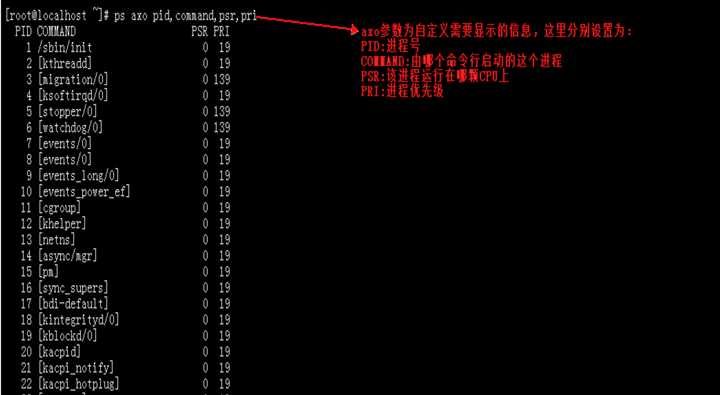 [root@localhost ~]# ps axo pid,command,psr,pri
PID COMMAND PSR PRI
1 /sbin/init 0 19
2 [kthreadd] 0 19
3 [migration/0] 0 139
4 [ksoftirqd/0] 0 19
5 [stopper/0] 0 139
6 [watchdog/0] 0 139
7 [events/0] 0 19
8 [events/0] 0 19
9 [events_long/0] 0 19
10 [events_power_ef] 0 19
11 [cgroup] 0 19
12 [khelper] 0 19
13 [netns] 0 19
14 [async/mgr] 0 19
15 [pm] 0 19
16 [sync_supers] 0 19
17 [bdi-default] 0 19
18 [kintegrityd/0] 0 19
19 [kblockd/0] 0 19
20 [kacpid] 0 19
21 [kacpi_notify] 0 19
22 [kacpi_hotplug] 0 19
axo参数为自定义需要显示的信息，这里分别设置为：
PID:进程号
COMMAND:由哪个命令行启动的这个进程
PSR:该进程运行在哪颗CPU上
PRI:进程优先级